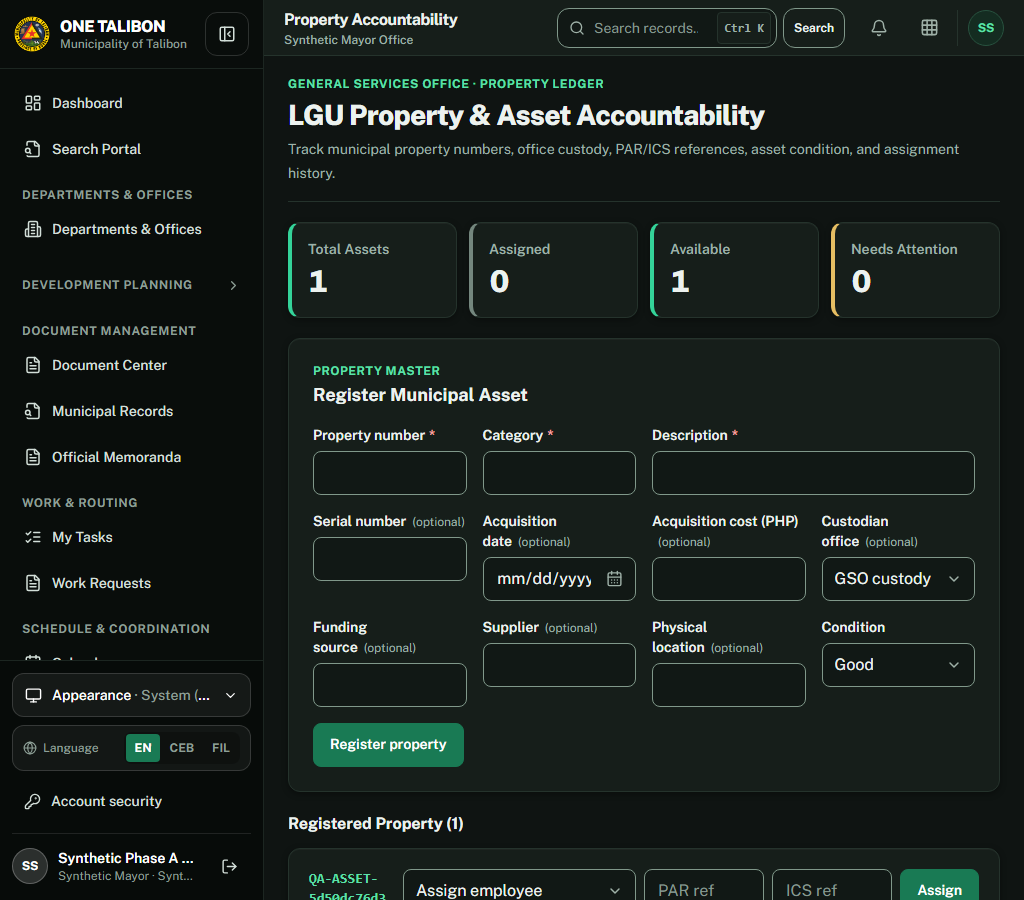 ONE TALIBON
Municipality of Talibon
Property Accountability
Synthetic Mayor Office
Search records..
Ctrl K
Search
SS
Dashboard
Search Portal
DEPARTMENTS & OFFICES
Departments & Offices
DEVELOPMENT PLANNING
DOCUMENT MANAGEMENT
Document Center
Municipal Records
Official Memoranda
WORK & ROUTING
My Tasks
Work Requests
SCHEDULE & COORDINATION
Appearance · System (...
Language
EN
CEB
FIL
Account security
SS
Synthetic Phase A ...
Synthetic Mayor · Synt...
GENERAL SERVICES OFFICE · PROPERTY LEDGER
LGU Property & Asset Accountability
Track municipal property numbers, office custody, PAR/ICS references, asset condition, and assignment
history.
Total Assets
1
Assigned
0
Available
1
Needs Attention
0
PROPERTY MASTER
Register Municipal Asset
Property number *
Category *
Description *
Serial number (optional)
Acquisition
date (optional)
mm/dd/yyyy
Acquisition cost (PHP)
(optional)
Custodian
office (optional)
GSO custody
Funding
source (optional)
Supplier (optional)
Physical
location (optional)
Condition
Good
Register property
Registered Property (1)
QA-ASSET-
5d50dc76d3
Assign employee
PAR ref
ICS ref
Assign